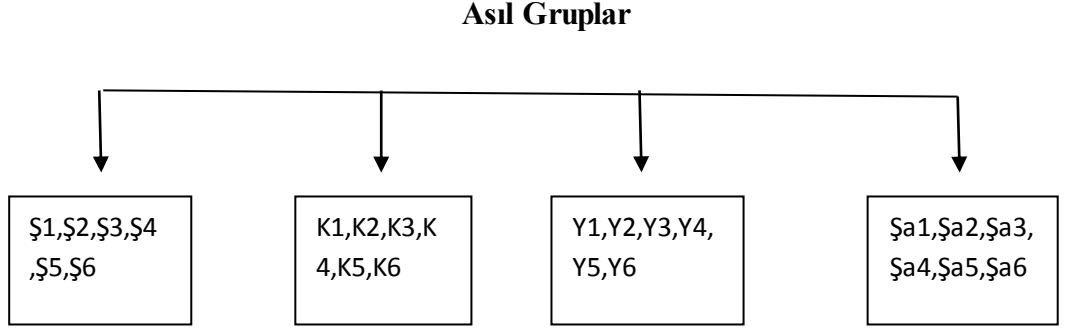 Asıl Gruplar
Ş1,Ş2,Ş3,Ş4
,Ş5,Ş6
K1,K2,K3,K
4,K5,K6
Y1,Y2,Y3,Y4,
Y5,Y6
Şa1,Şa2,Şa3,
Şa4,Şa5,Şa6